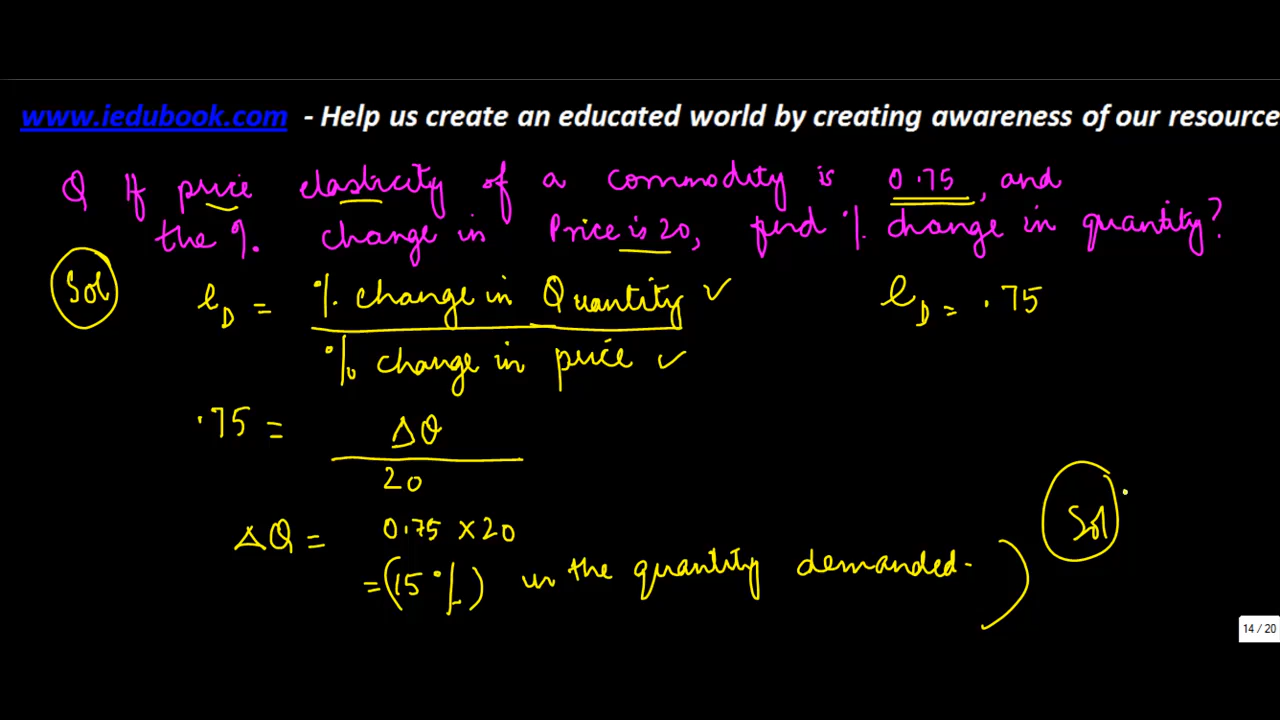 www.iedubook.com - Help us create an educated world by creating awareness of our resource
Q If price elasticity of a commodity is 0.75, and
the %. change in Price is 20, find % change in quantity?
Sol
eD = % change in Quantity ✓
% change in price ✓
eD = .75
.75 = ΔQ
20
ΔQ = 0.75 × 20
= (15%) in the quantity demanded.
Sol
14 / 20